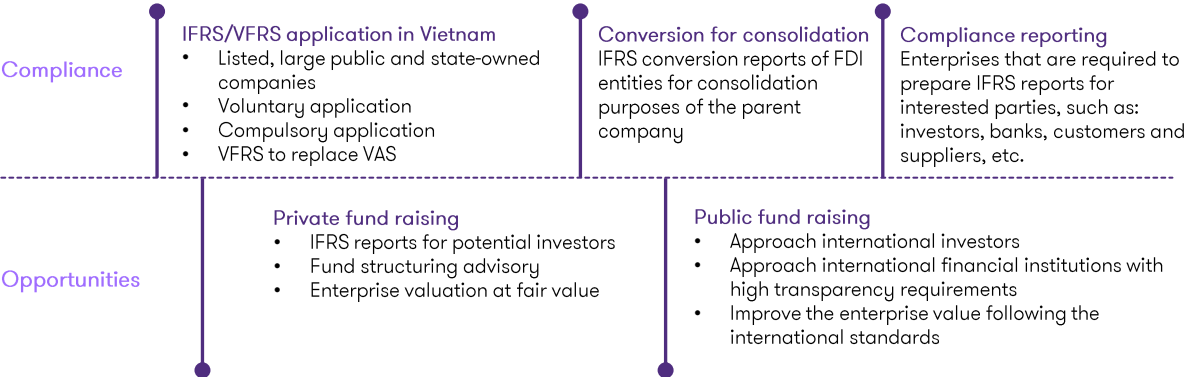 Compliance
IFRS/VFRS application in Vietnam
• Listed, large public and state-owned
companies
• Voluntary application
• Compulsory application
• VFRS to replace VAS
Conversion for consolidation
IFRS conversion reports of FDI
entities for consolidation
purposes of the parent
company
Compliance reporting
Enterprises that are required to
prepare IFRS reports for
interested parties, such as:
investors, banks, customers and
suppliers, etc.
Opportunities
Private fund raising
• IFRS reports for potential investors
• Fund structuring advisory
• Enterprise valuation at fair value
Public fund raising
• Approach international investors
• Approach international financial institutions with
high transparency requirements
• Improve the enterprise value following the
international standards